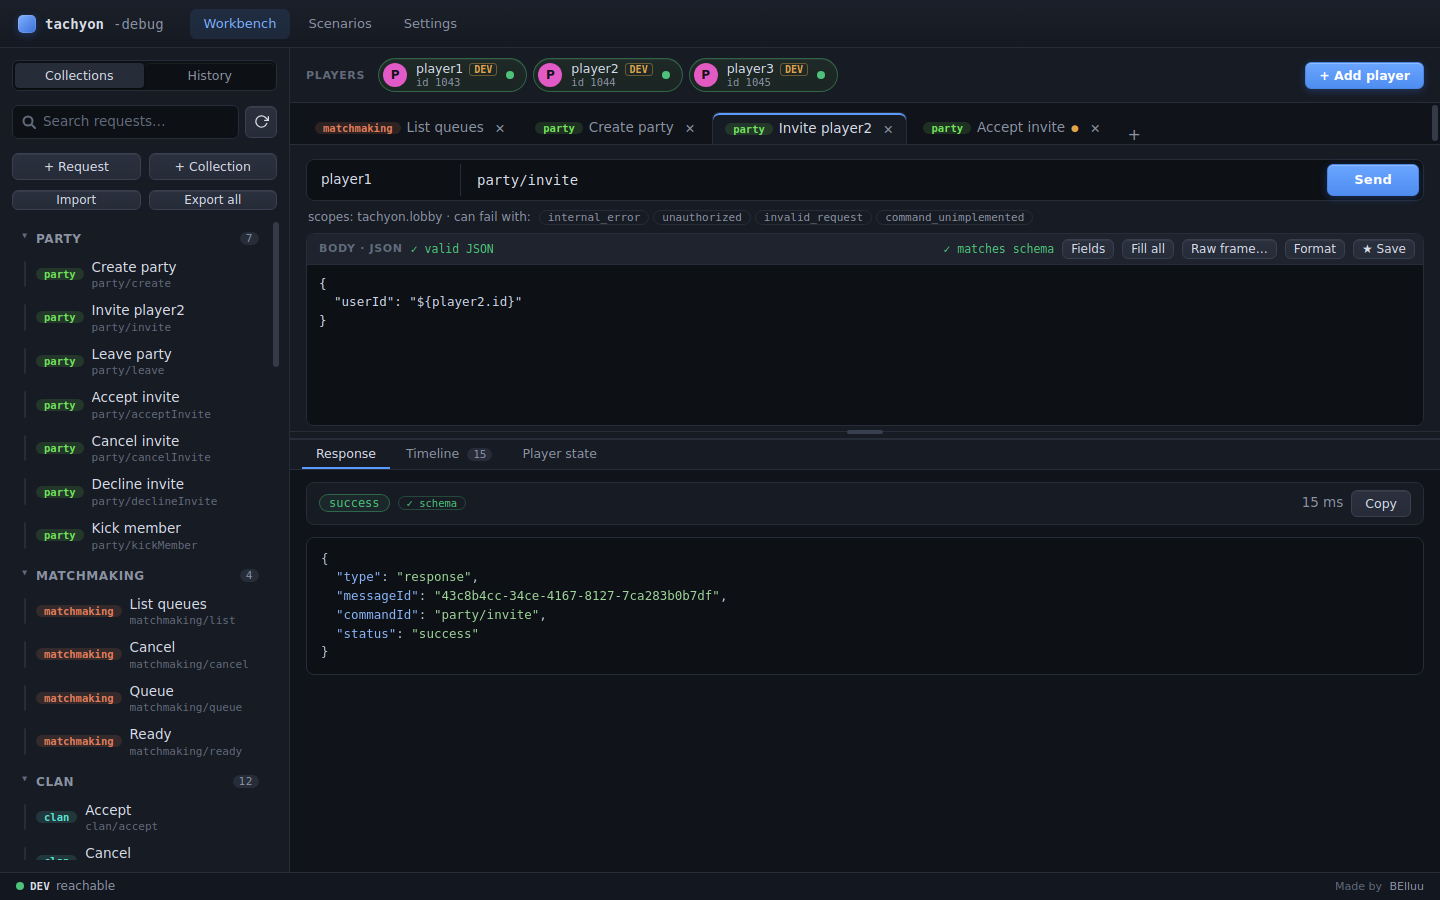 tachyon -debug Workbench Scenarios Settings
Collections History
Search requests…
+ Request + Collection
Import Export all
PARTY 7
party Create party
party/create
party Invite player2
party/invite
party Leave party
party/leave
party Accept invite
party/acceptInvite
party Cancel invite
party/cancelInvite
party Decline invite
party/declineInvite
party Kick member
party/kickMember
MATCHMAKING 4
matchmaking List queues
matchmaking/list
matchmaking Cancel
matchmaking/cancel
matchmaking Queue
matchmaking/queue
matchmaking Ready
matchmaking/ready
CLAN 12
clan Accept
clan/accept
clan Cancel
PLAYERS P player1 DEV P player2 DEV P player3 DEV + Add player
id 1043 id 1044 id 1045
matchmaking List queues × party Create party × party Invite player2 × party Accept invite ● × +
player1 party/invite Send
scopes: tachyon.lobby · can fail with: internal_error unauthorized invalid_request command_unimplemented
BODY · JSON ✓ valid JSON ✓ matches schema Fields Fill all Raw frame… Format ★ Save
{
"userId": "${player2.id}"
}
Response Timeline 15 Player state
success ✓ schema 15 ms Copy
{
"type": "response",
"messageId": "43c8b4cc-34ce-4167-8127-7ca283b0b7df",
"commandId": "party/invite",
"status": "success"
}
DEV reachable Made by BElluu